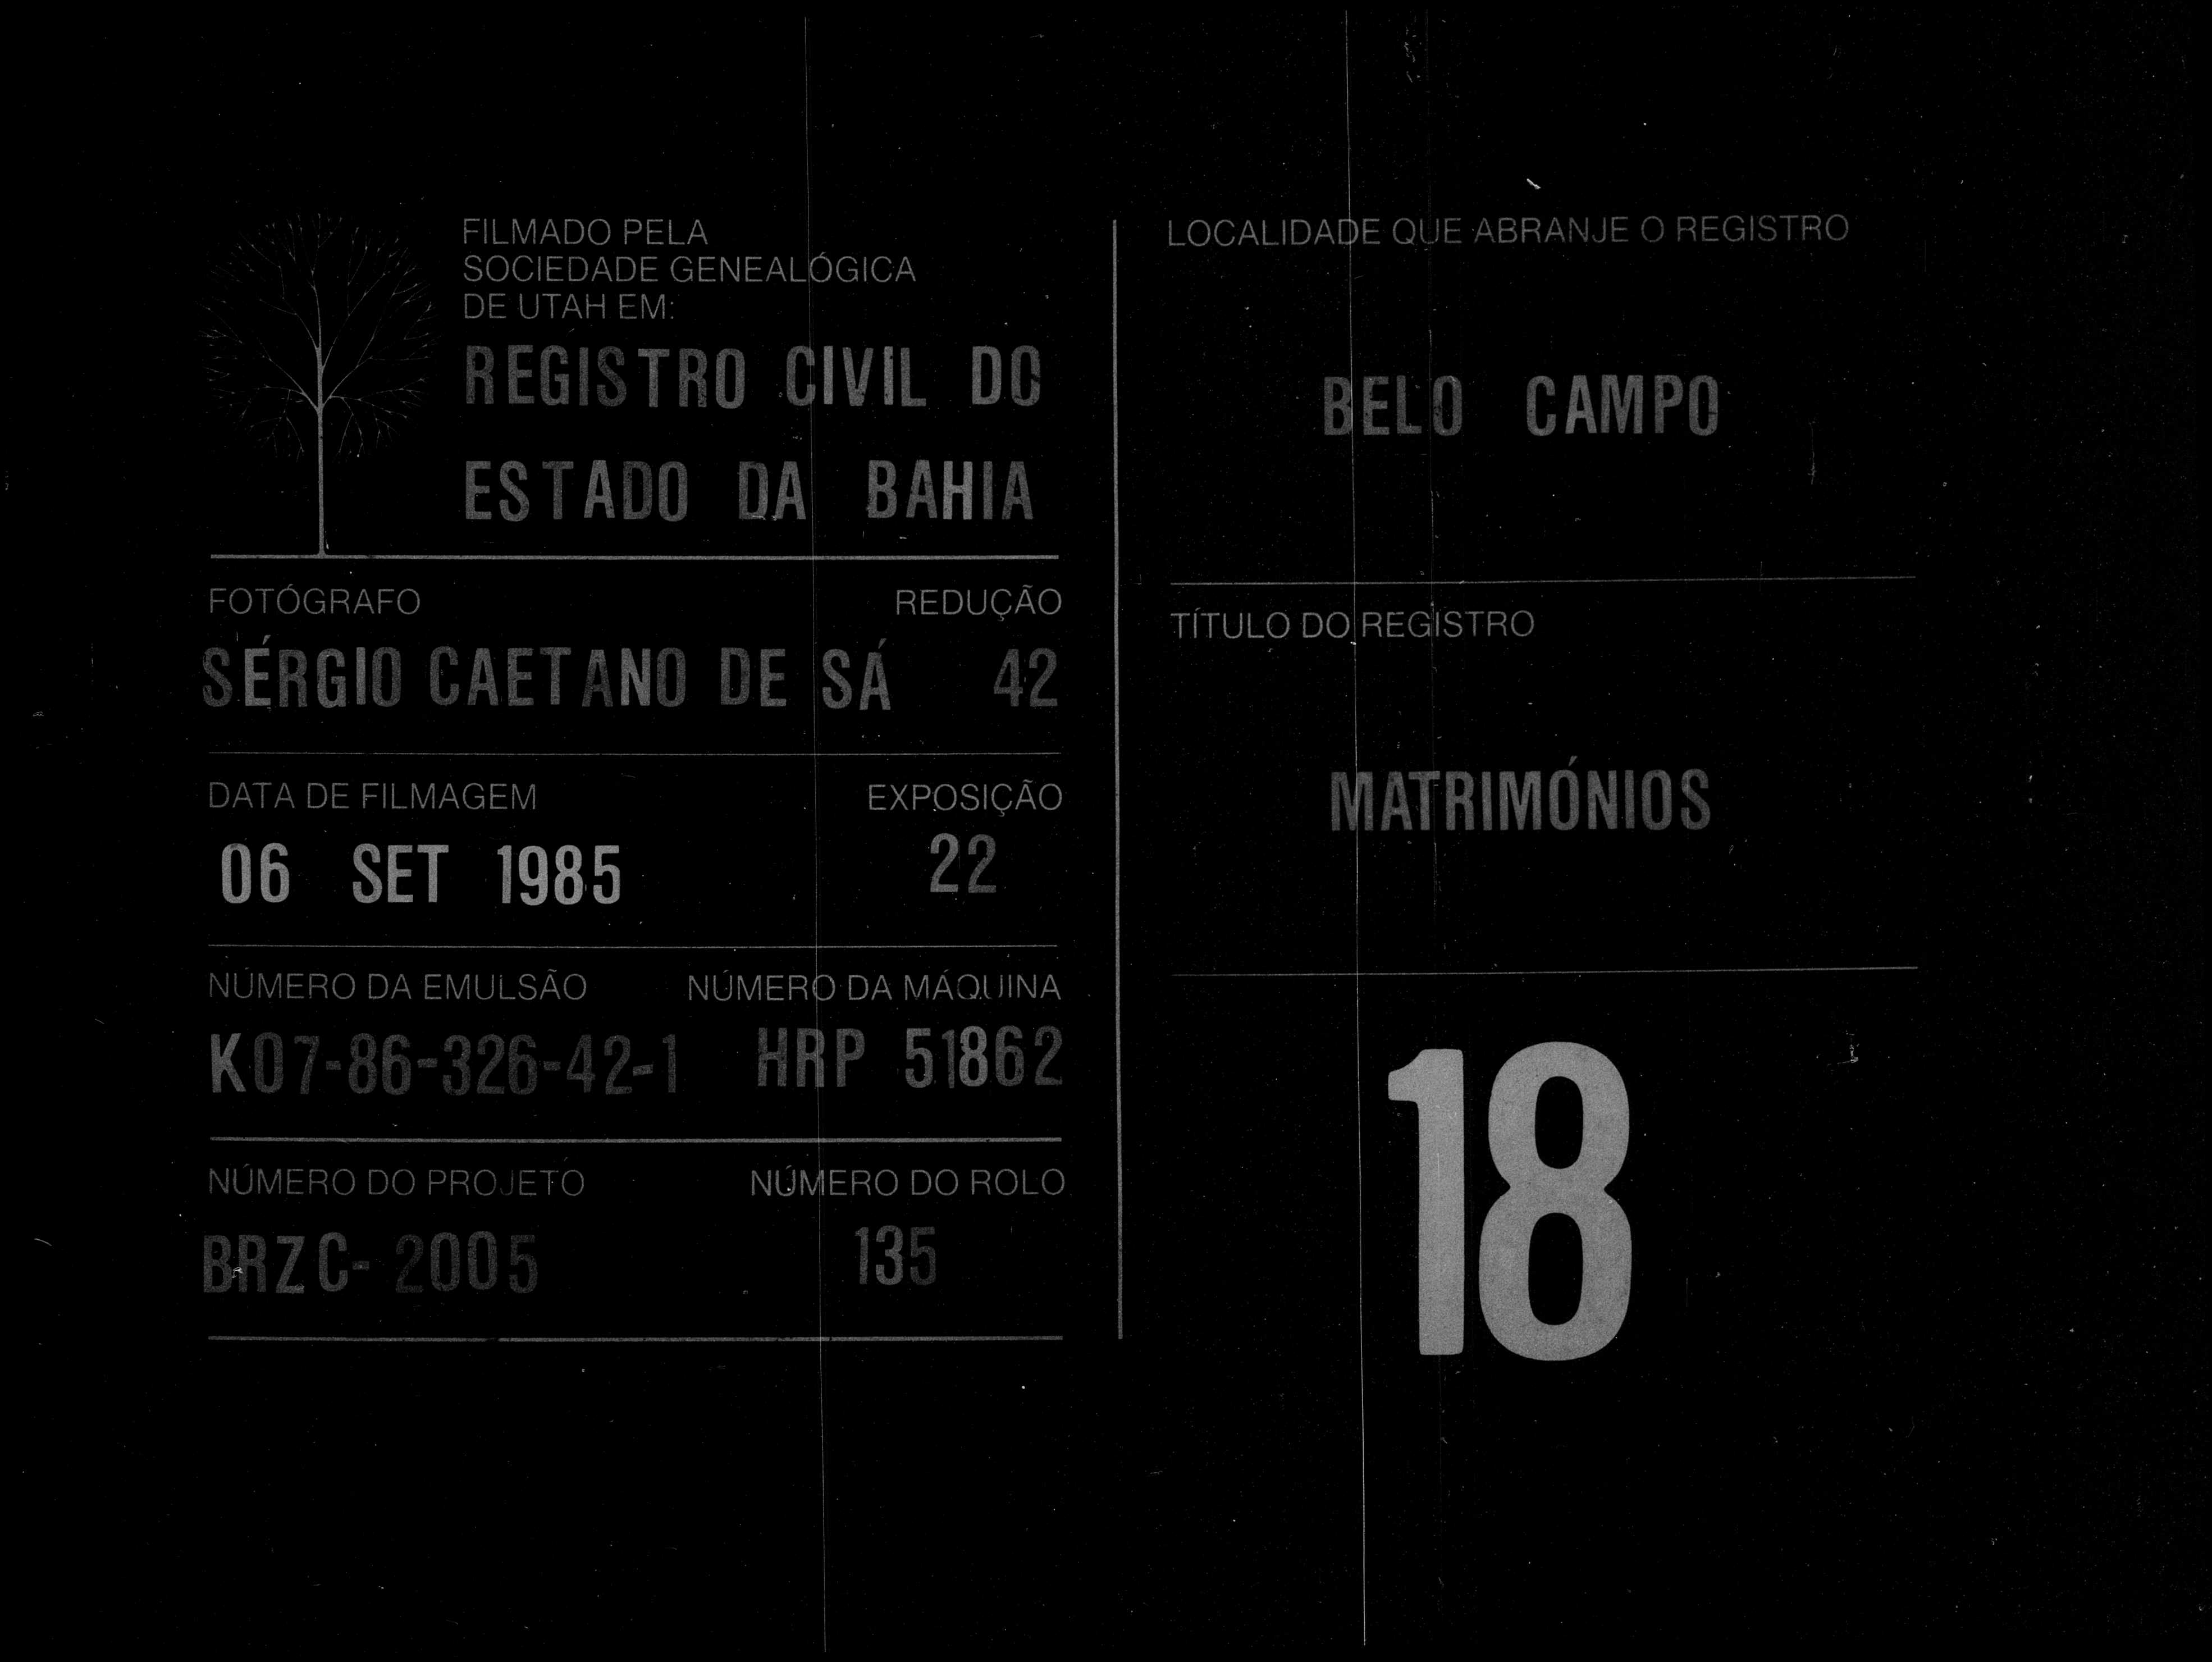 FILMADO PELA
SOCIEDADE GENEALÓGICA
DE UTAH EM:
REGISTRO CIVIL DO
ESTADO DA BAHIA
FOTÓGRAFO REDUÇÃO
SÉRGIO CAETANO DE SÁ 42
DATA DE FILMAGEM EXPOSIÇÃO
06 SET 1985 22
NÚMERO DA EMULSÃO NÚMERO DA MÁQUINA
K07-86-326-42-1 HRP 51862
NÚMERO DO PROJETO NÚMERO DO ROLO
BRZC-2005 135
LOCALIDADE QUE ABRANJE O REGISTRO
BELO CAMPO
TÍTULO DO REGISTRO
MATRIMÓNIOS
18